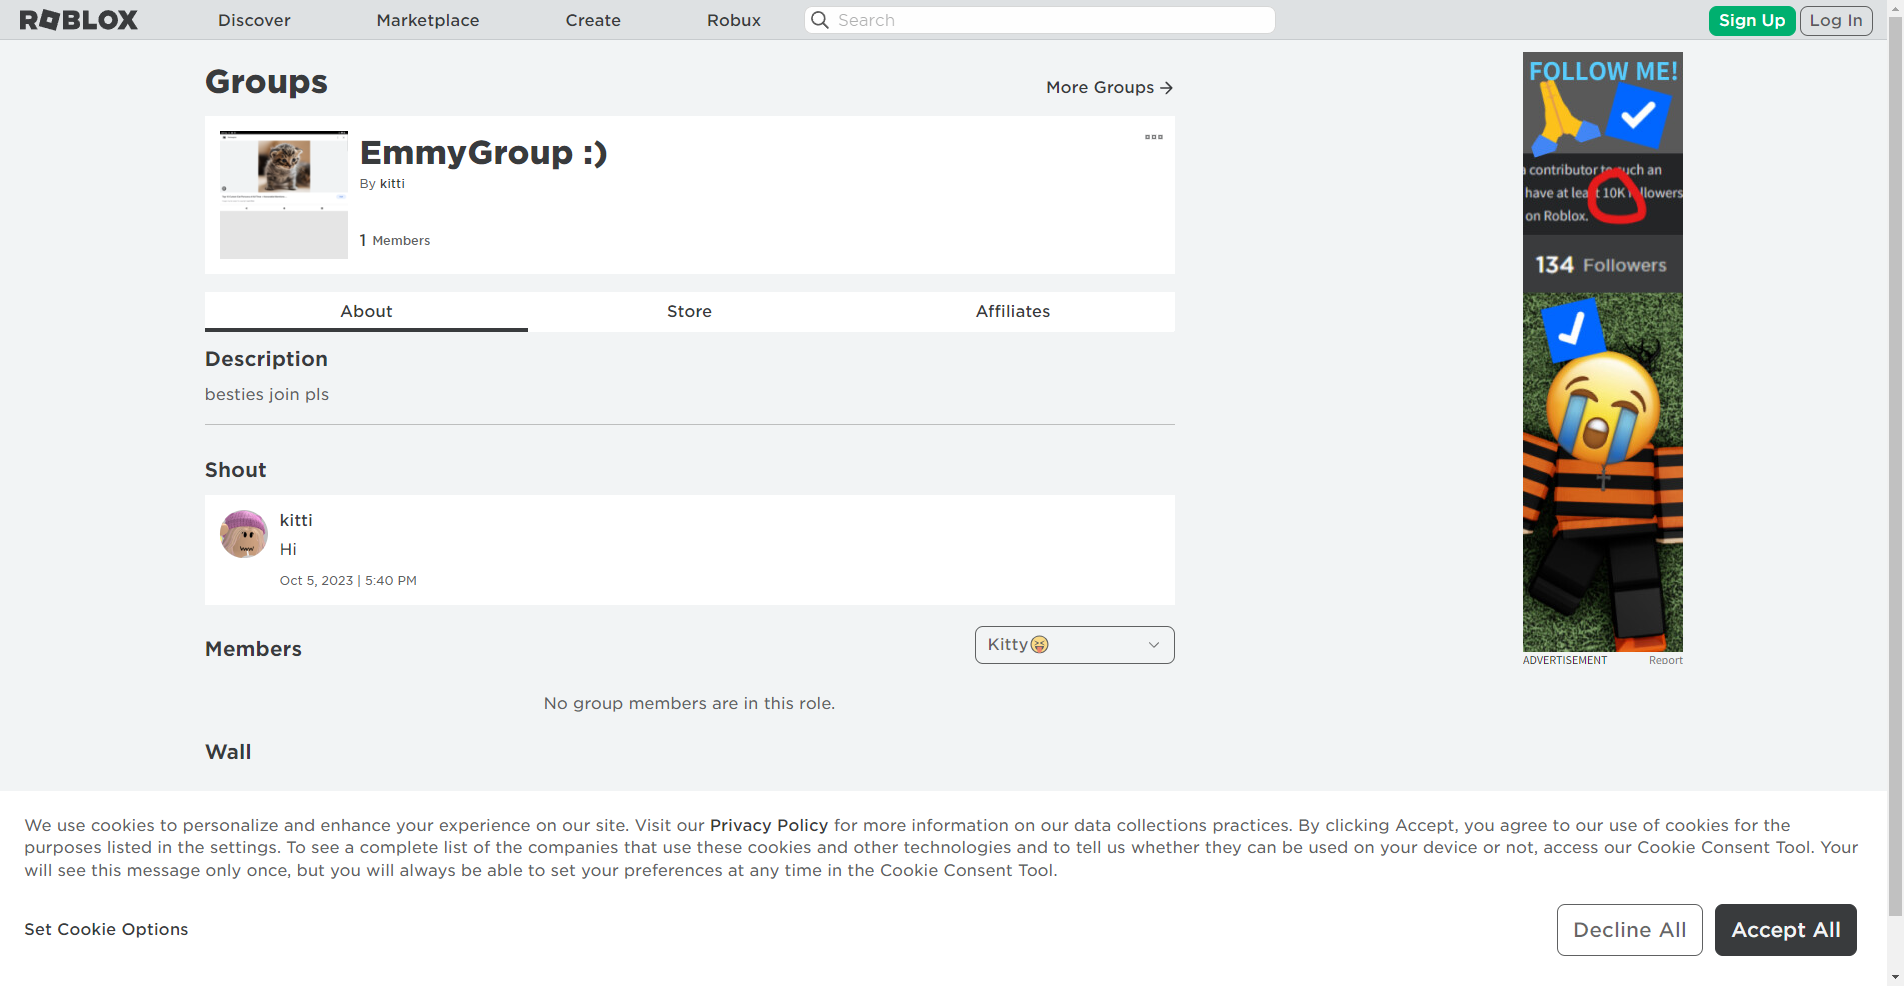 ROBLOX
Discover
Marketplace
Create
Robux
Search
Sign Up
Log In
Groups
More Groups
EmmyGroup :)
By kitti
1 Members
About
Store
Affiliates
Description
besties join pls
Shout
kitti
Hi
Oct 5, 2023 | 5:40 PM
Members
Kitty😝
No group members are in this role.
Wall
FOLLOW ME!
a contributor to such an
have at least 10K followers
on Roblox.
134 Followers
ADVERTISEMENT
Report
We use cookies to personalize and enhance your experience on our site. Visit our Privacy Policy for more information on our data collections practices. By clicking Accept, you agree to our use of cookies for the
purposes listed in the settings. To see a complete list of the companies that use these cookies and other technologies and to tell us whether they can be used on your device or not, access our Cookie Consent Tool. Your
will see this message only once, but you will always be able to set your preferences at any time in the Cookie Consent Tool.
Set Cookie Options
Decline All
Accept All